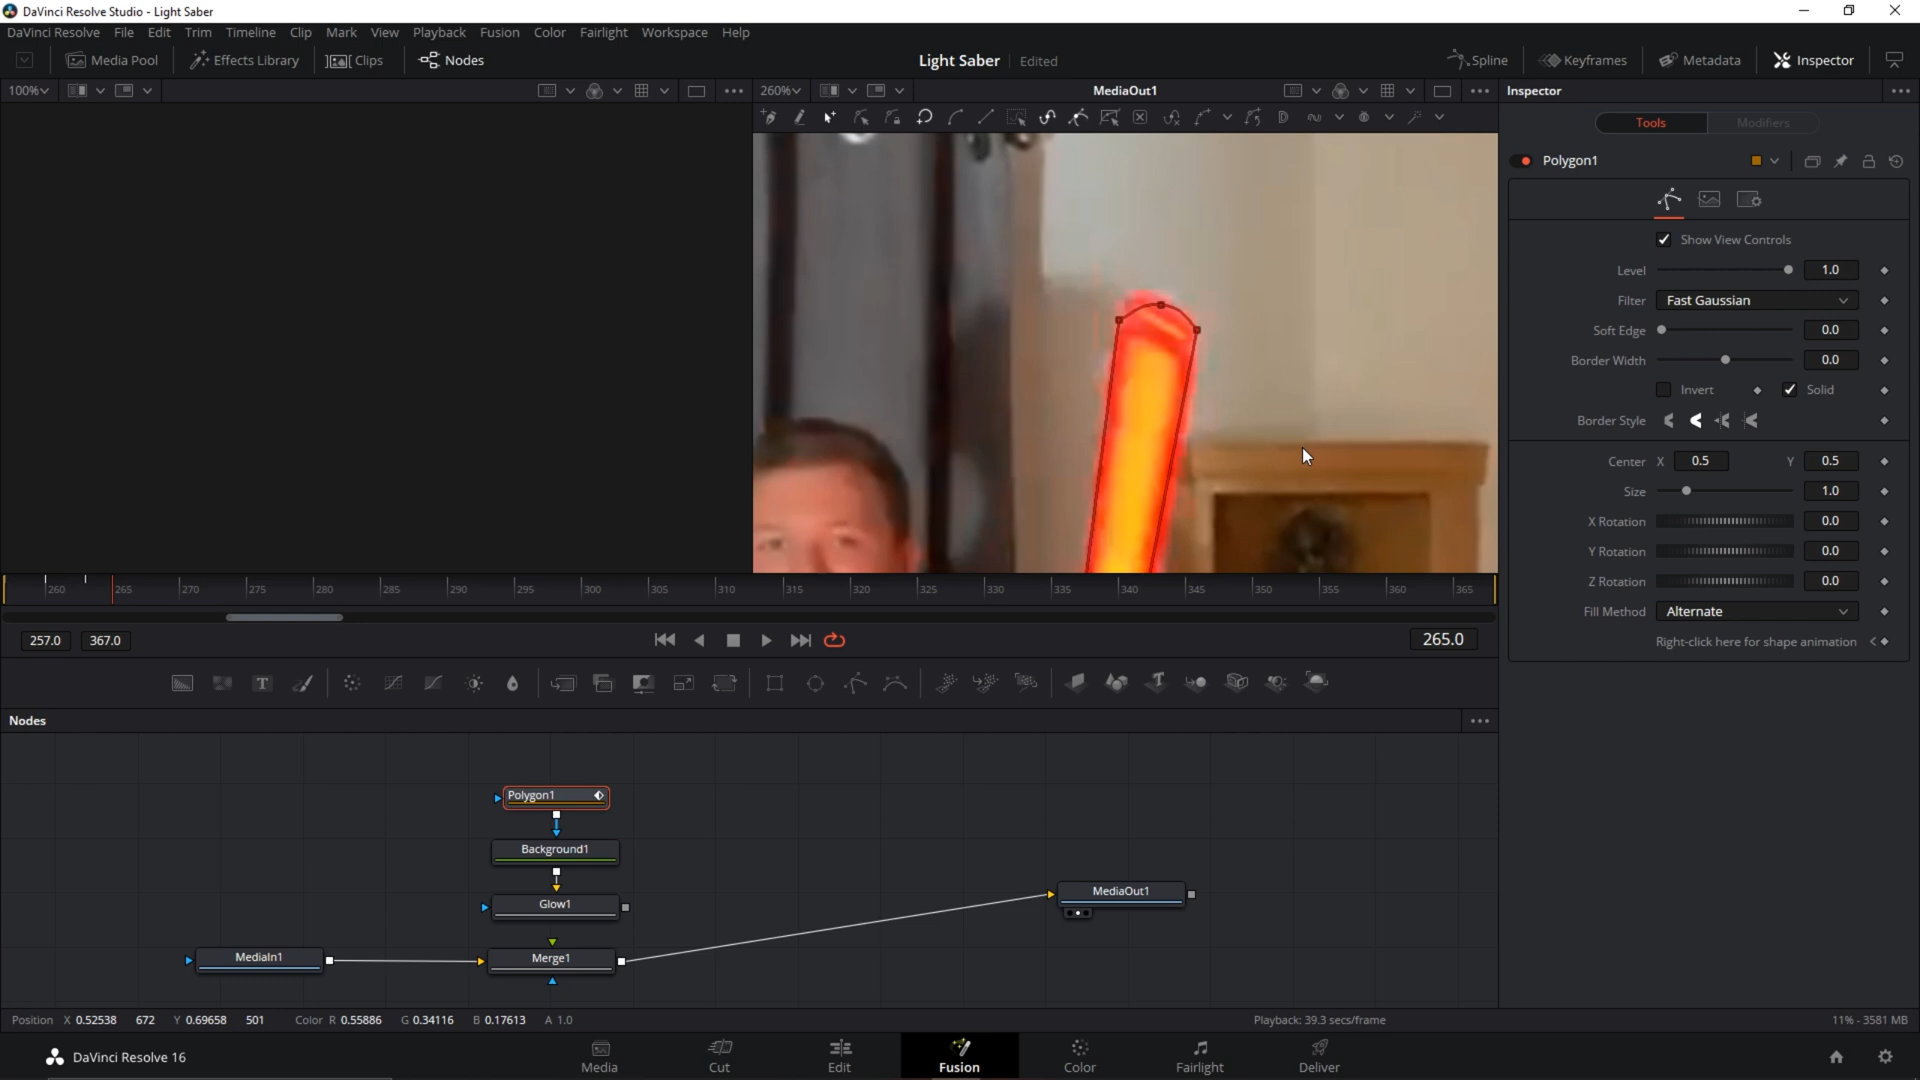 DaVinci Resolve Studio - Light Saber
DaVinci Resolve File Edit Trim Timeline Clip Mark View Playback Fusion Color Fairlight Workspace Help
Media Pool Effects Library Clips Nodes Light Saber Edited Spline Keyframes Metadata Inspector
100% 260% MediaOut1 Inspector
Tools Modifiers
Polygon1
Show View Controls
Level 1.0
Filter Fast Gaussian
Soft Edge 0.0
Border Width 0.0
Invert Solid
Border Style
Center X 0.5 Y 0.5
Size 1.0
X Rotation 0.0
Y Rotation 0.0
Z Rotation 0.0
Fill Method Alternate
Right-click here for shape animation
260 265 270 275 280 285 290 295 300 305 310 315 320 325 330 335 340 345 350 355 360 365
257.0 367.0 265.0
T
Nodes
Polygon1
Background1
Glow1
MediaOut1
MediaIn1
Merge1
Position X 0.52538 672 Y 0.69658 501 Color R 0.55886 G 0.34116 B 0.17613 A 1.0 Playback: 39.3 secs/frame 11% - 3581 MB
DaVinci Resolve 16
Media Cut Edit Fusion Color Fairlight Deliver